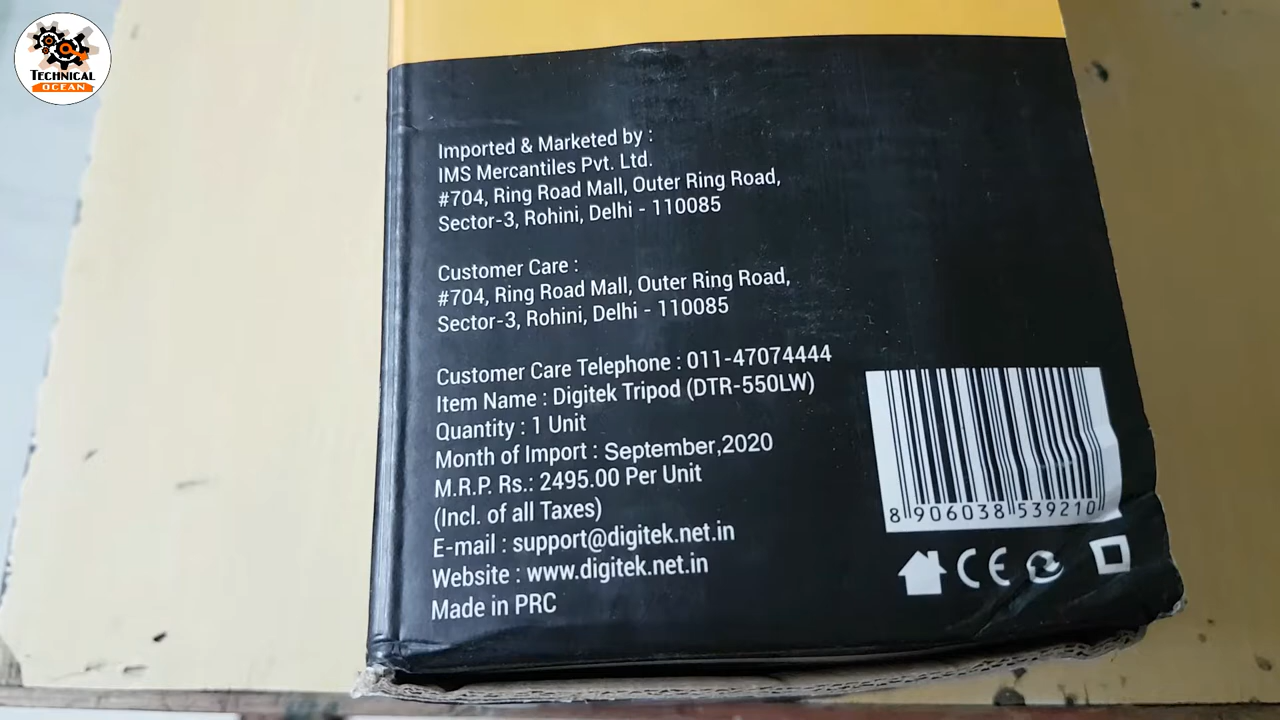 TECHNICAL
OCEAN
Imported & Marketed by :
IMS Mercantiles Pvt. Ltd.
#704, Ring Road Mall, Outer Ring Road,
Sector-3, Rohini, Delhi - 110085
Customer Care :
#704, Ring Road Mall, Outer Ring Road,
Sector-3, Rohini, Delhi - 110085
Customer Care Telephone : 011-47074444
Item Name : Digitek Tripod (DTR-550LW)
Quantity : 1 Unit
Month of Import : September,2020
M.R.P. Rs.: 2495.00 Per Unit
(Incl. of all Taxes)
E-mail : support@digitek.net.in
Website : www.digitek.net.in
Made in PRC
8 906038 539210
CE